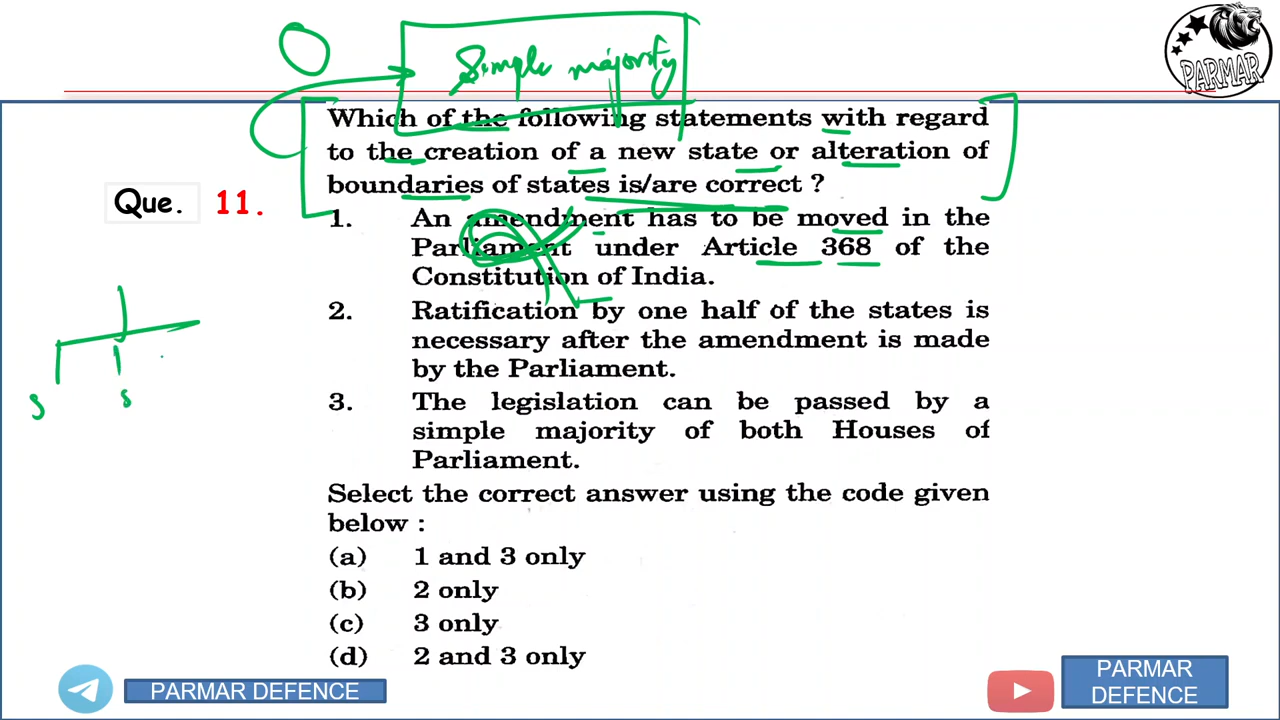 Simple majority
PARMAR
Which of the following statements with regard
to the creation of a new state or alteration of
boundaries of states is/are correct ?
Que. 11.
1. An amendment has to be moved in the
Parliament under Article 368 of the
Constitution of India.
2. Ratification by one half of the states is
necessary after the amendment is made
by the Parliament.
3. The legislation can be passed by a
simple majority of both Houses of
Parliament.
S
S
Select the correct answer using the code given
below :
(a) 1 and 3 only
(b) 2 only
(c) 3 only
(d) 2 and 3 only
PARMAR DEFENCE
PARMAR
DEFENCE